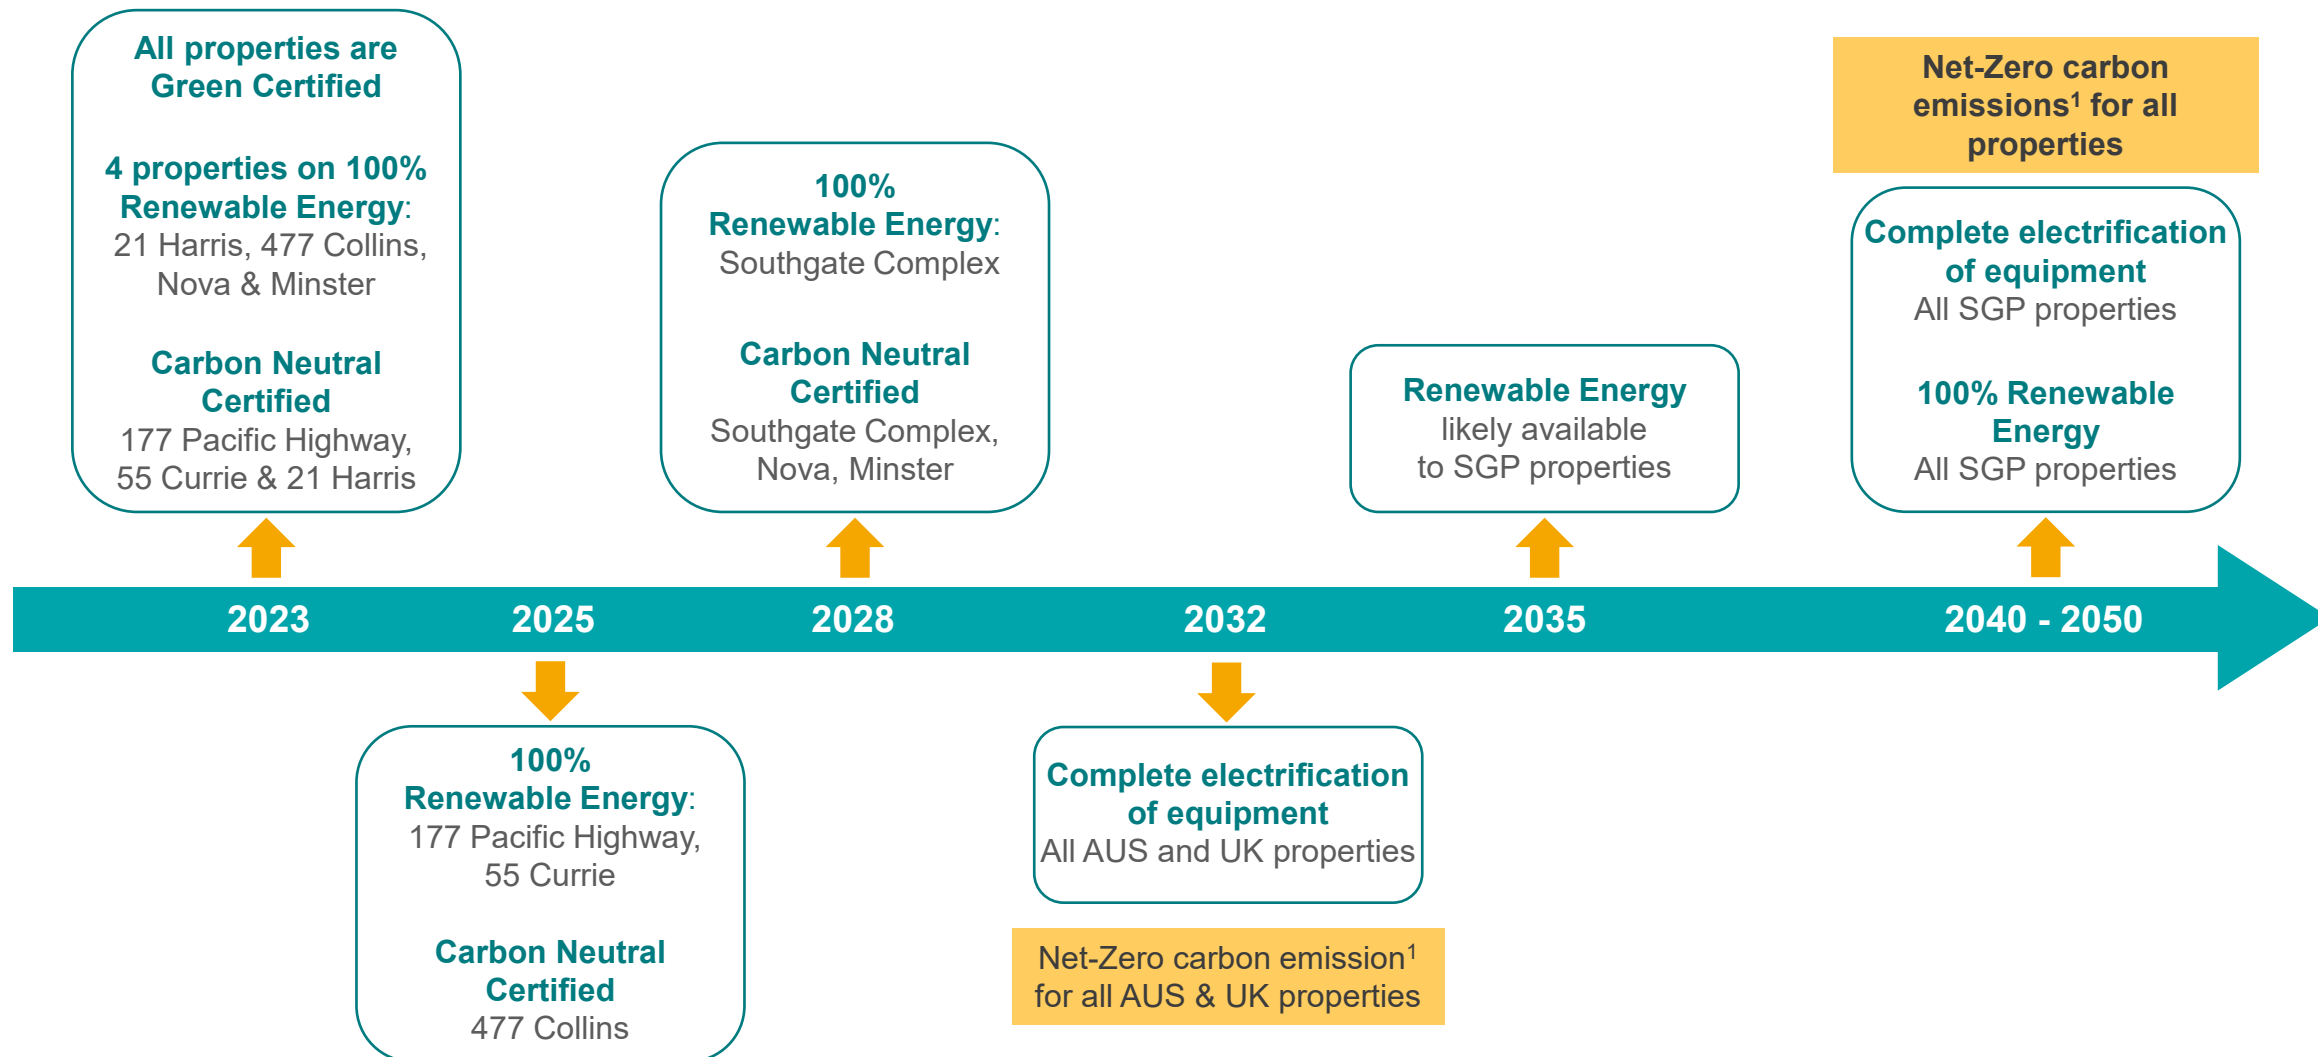 All properties are
Green Certified
4 properties on 100%
Renewable Energy:
21 Harris, 477 Collins,
Nova & Minster
Carbon Neutral
Certified
177 Pacific Highway,
55 Currie & 21 Harris
100%
Renewable Energy:
Southgate Complex
Carbon Neutral
Certified
Southgate Complex,
Nova, Minster
Renewable Energy
likely available
to SGP properties
Net-Zero carbon
emissions¹ for all
properties
Complete electrification
of equipment
All SGP properties
100% Renewable
Energy
All SGP properties
2023 2025 2028 2032 2035 2040 - 2050
100%
Renewable Energy:
177 Pacific Highway,
55 Currie
Carbon Neutral
Certified
477 Collins
Complete electrification
of equipment
All AUS and UK properties
Net-Zero carbon emission¹
for all AUS & UK properties